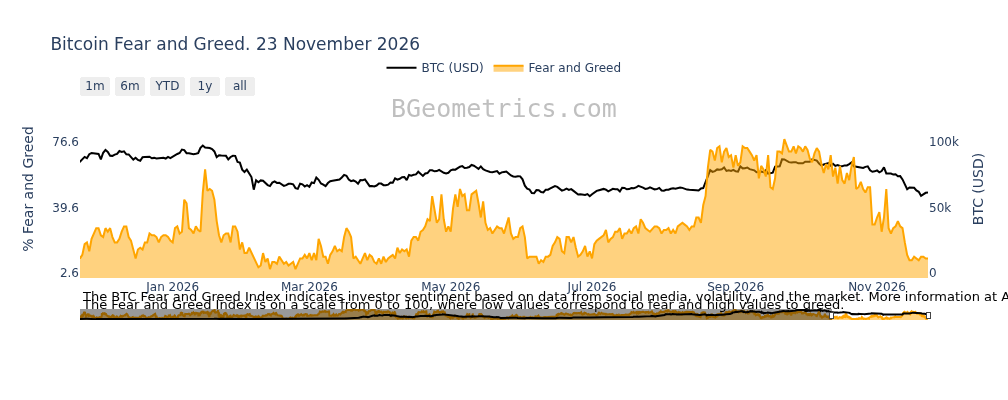 Bitcoin Fear and Greed. 23 November 2026
BTC (USD) Fear and Greed
1m 6m YTD 1y all
BGeometrics.com
76.6 100k
39.6 50k
2.6 0
% Fear and Greed
BTC (USD)
Jan 2026 Mar 2026 May 2026 Jul 2026 Sep 2026 Nov 2026
The BTC Fear and Greed Index indicates investor sentiment based on data from social media, volatility, and the market. More information at A
The Fear and Greed Index is on a scale from 0 to 100, where low values correspond to fear and high values to greed.